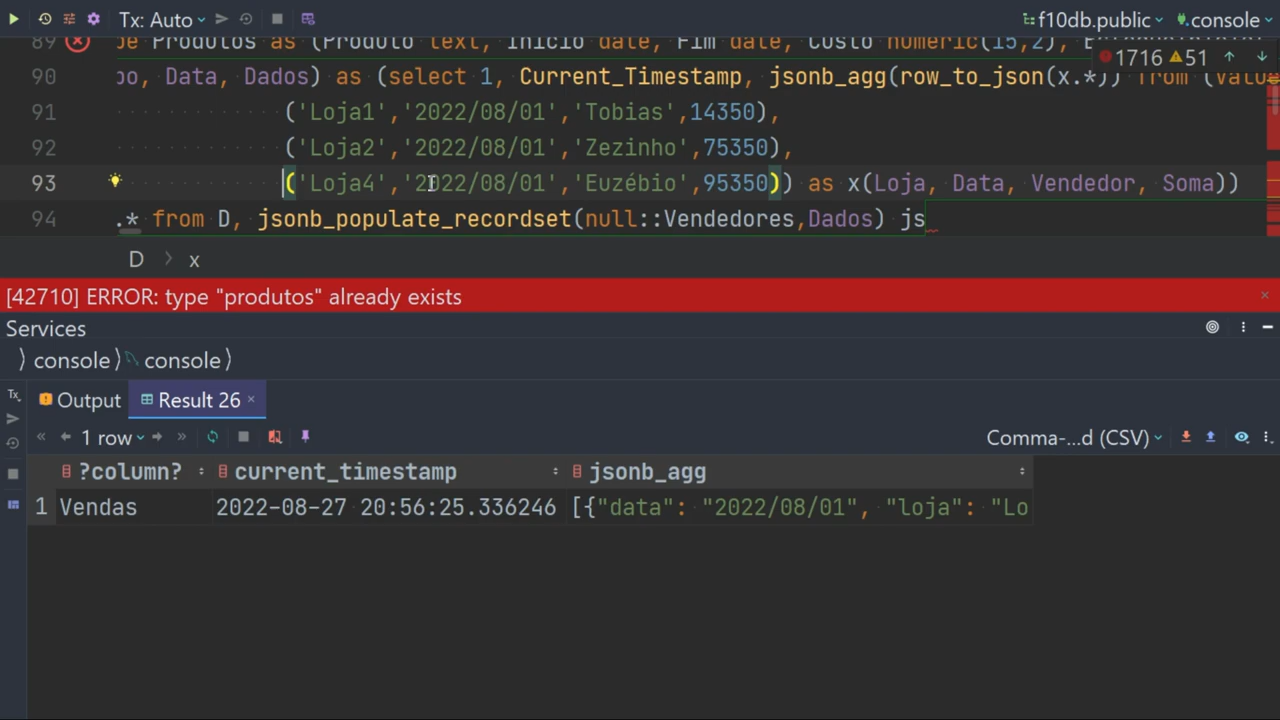 Tx: Auto
f10db.public
console
89 pe Produtos as (Produto text, Inicio date, Fim date, Custo numeric(15,2), E
1716 51
90 po, Data, Dados) as (select 1, Current_Timestamp, jsonb_agg(row_to_json(x.*)) from (Value
91 ('Loja1','2022/08/01','Tobias',14350),
92 ('Loja2','2022/08/01','Zezinho',75350),
93 ('Loja4','2022/08/01','Euzébio',95350)) as x(Loja, Data, Vendedor, Soma))
94 .* from D, jsonb_populate_recordset(null::Vendedores,Dados) js
D > x
[42710] ERROR: type "produtos" already exists
Services
console console
Tx
Output
Result 26
1 row
Comma-...d (CSV)
?column? current_timestamp jsonb_agg
1 Vendas 2022-08-27 20:56:25.336246 [{"data": "2022/08/01", "loja": "Lo